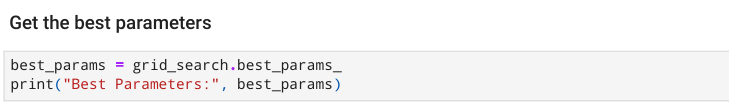 Get the best parameters
best_params = grid_search.best_params_
print("Best Parameters:", best_params)